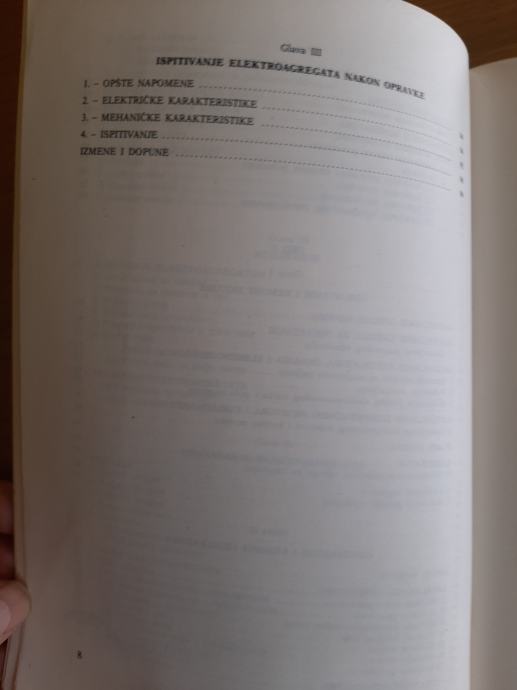 Glava III
ISPITIVANJE ELEKTROAGREGATA NAKON OPRAVKE
1. – OPŠTE NAPOMENE
2. – ELEKTRIČKE KARAKTERISTIKE
3. – MEHANIČKE KARAKTERISTIKE
4. – ISPITIVANJE
IZMENE I DOPUNE
8